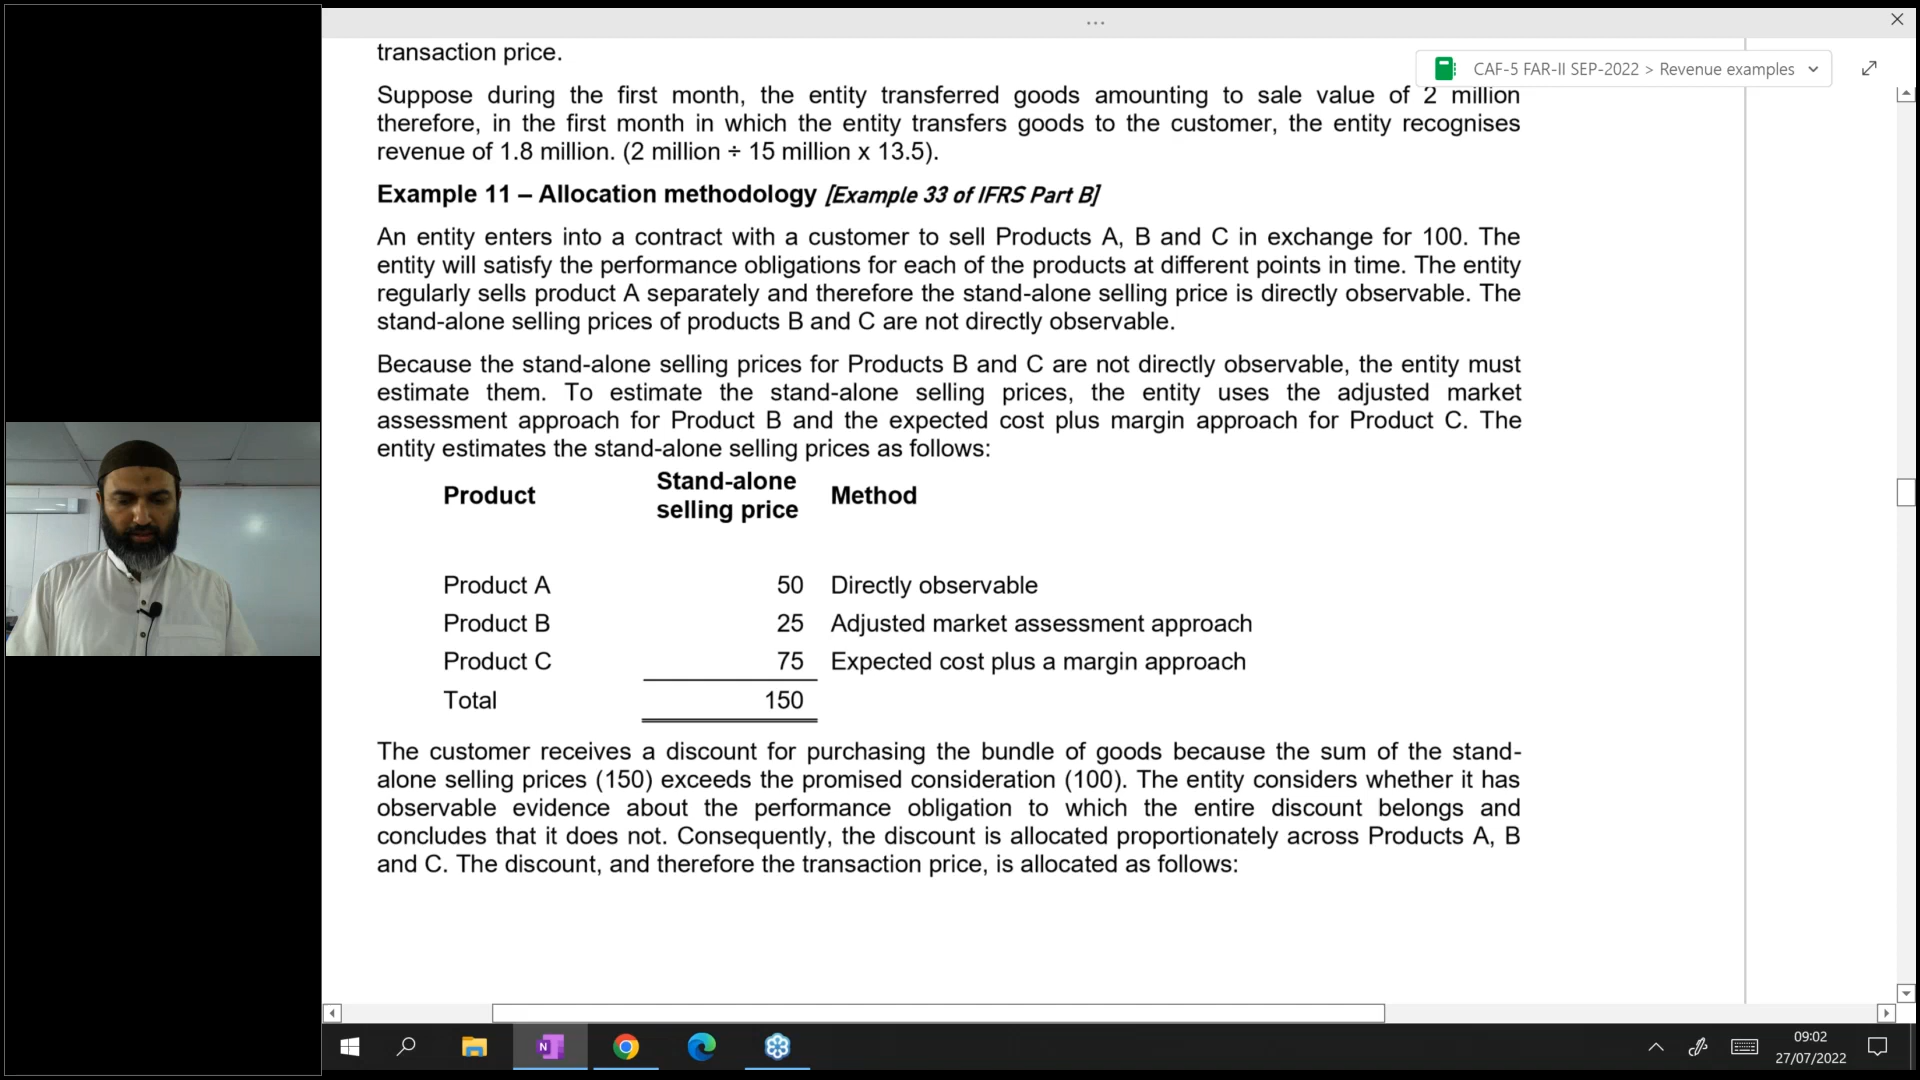 transaction price.
CAF-5 FAR-II SEP-2022 > Revenue examples
Suppose during the first month, the entity transferred goods amounting to sale value of 2 million
therefore, in the first month in which the entity transfers goods to the customer, the entity recognises
revenue of 1.8 million. (2 million ÷ 15 million x 13.5).
Example 11 – Allocation methodology [Example 33 of IFRS Part B]
An entity enters into a contract with a customer to sell Products A, B and C in exchange for 100. The
entity will satisfy the performance obligations for each of the products at different points in time. The entity
regularly sells product A separately and therefore the stand-alone selling price is directly observable. The
stand-alone selling prices of products B and C are not directly observable.
Because the stand-alone selling prices for Products B and C are not directly observable, the entity must
estimate them. To estimate the stand-alone selling prices, the entity uses the adjusted market
assessment approach for Product B and the expected cost plus margin approach for Product C. The
entity estimates the stand-alone selling prices as follows:
Product Stand-alone selling price Method
Product A 50 Directly observable
Product B 25 Adjusted market assessment approach
Product C 75 Expected cost plus a margin approach
Total 150
The customer receives a discount for purchasing the bundle of goods because the sum of the stand-
alone selling prices (150) exceeds the promised consideration (100). The entity considers whether it has
observable evidence about the performance obligation to which the entire discount belongs and
concludes that it does not. Consequently, the discount is allocated proportionately across Products A, B
and C. The discount, and therefore the transaction price, is allocated as follows:
N
09:02
27/07/2022